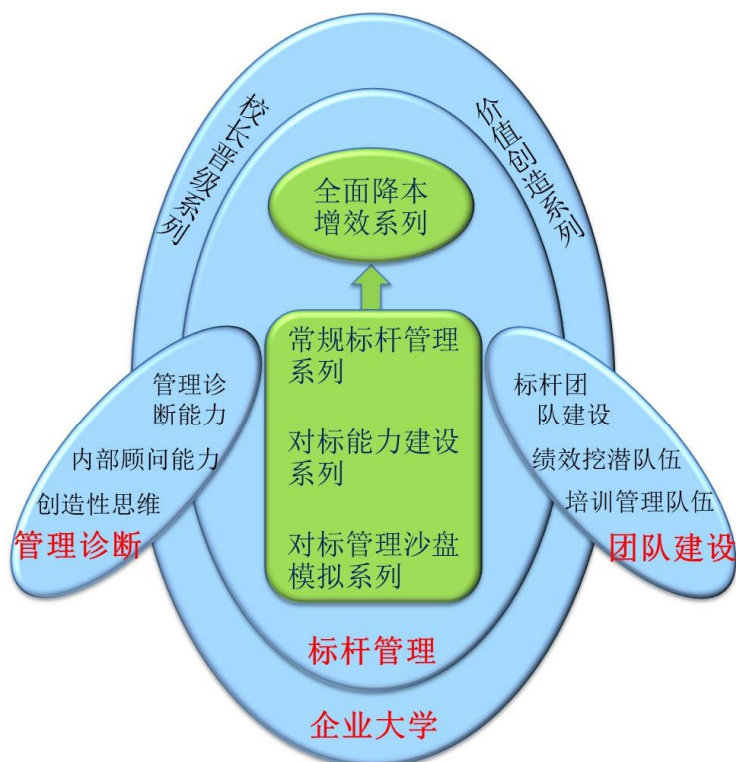 校长晋级系列
价值创造系列
全面降本
增效系列
常规标杆管理
系列
对标能力建设
系列
对标管理沙盘
模拟系列
管理诊
断能力
内部顾问能力
创造性思维
管理诊断
标杆团
队建设
绩效挖潜队伍
培训管理队伍
团队建设
标杆管理
企业大学